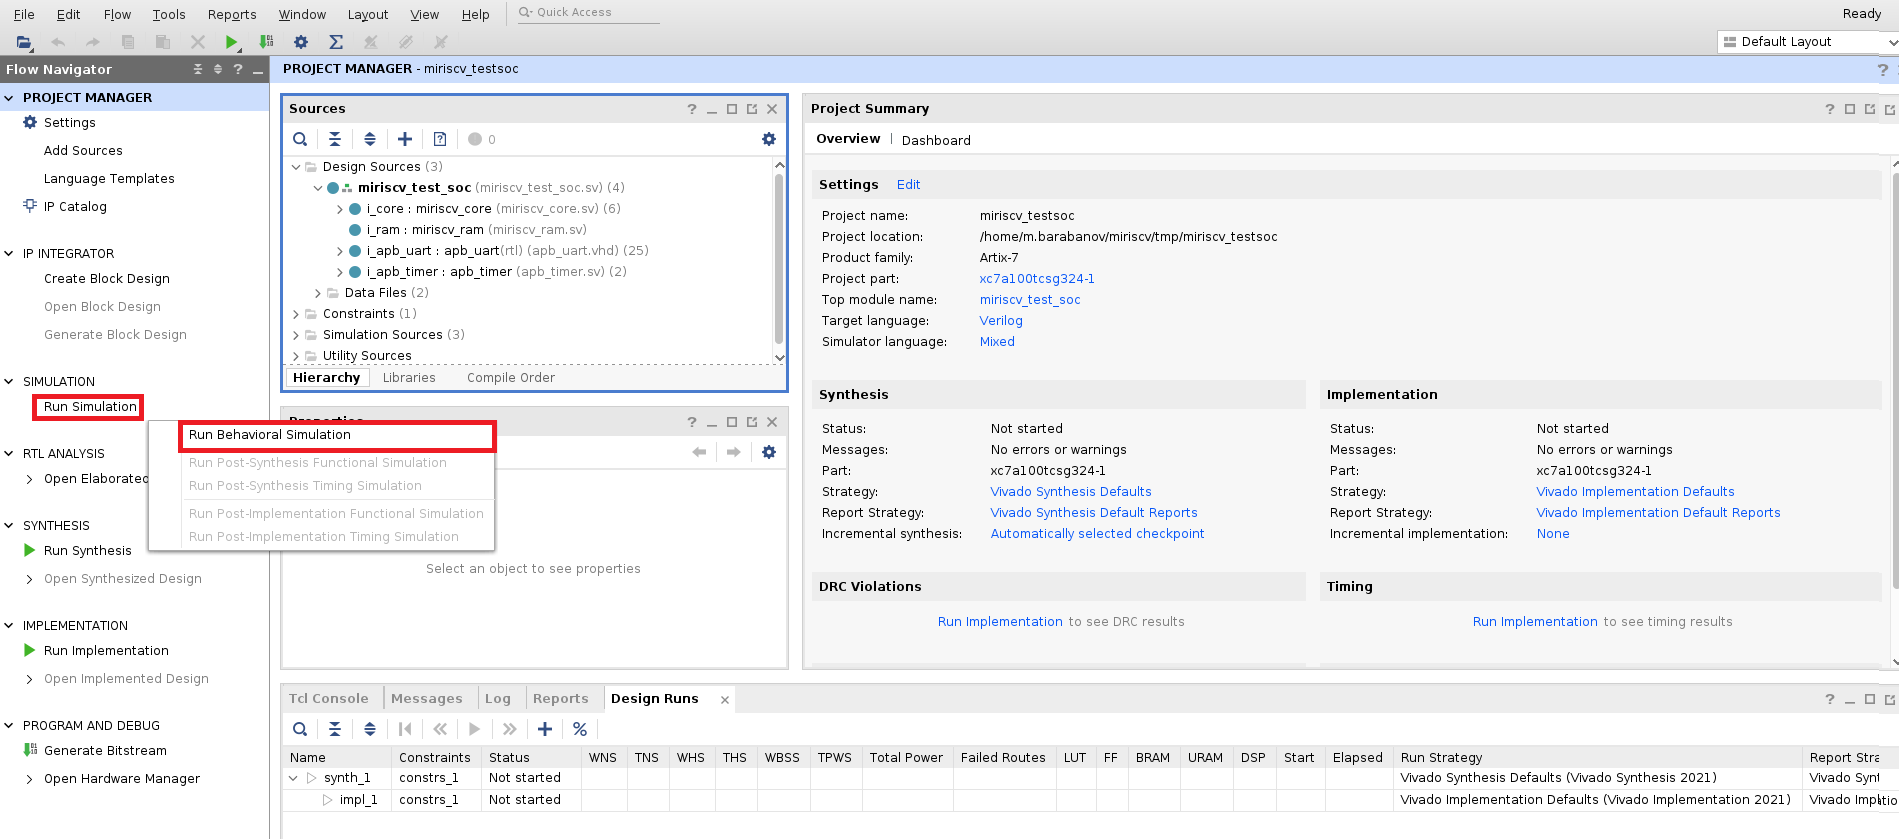 File Edit Flow Tools Reports Window Layout View Help Quick Access Ready
Default Layout
Flow Navigator ? _
PROJECT MANAGER - miriscv_testsoc ?
PROJECT MANAGER
Settings
Add Sources
Language Templates
IP Catalog
IP INTEGRATOR
Create Block Design
Open Block Design
Generate Block Design
SIMULATION
Run Simulation
Run Behavioral Simulation
Run Post-Synthesis Functional Simulation
Run Post-Synthesis Timing Simulation
Run Post-Implementation Functional Simulation
Run Post-Implementation Timing Simulation
RTL ANALYSIS
Open Elaborated
SYNTHESIS
Run Synthesis
Open Synthesized Design
IMPLEMENTATION
Run Implementation
Open Implemented Design
PROGRAM AND DEBUG
Generate Bitstream
Open Hardware Manager
Sources
0
Design Sources (3)
miriscv_test_soc (miriscv_test_soc.sv) (4)
i_core : miriscv_core (miriscv_core.sv) (6)
i_ram : miriscv_ram (miriscv_ram.sv)
i_apb_uart : apb_uart(rtl) (apb_uart.vhd) (25)
i_apb_timer : apb_timer (apb_timer.sv) (2)
Data Files (2)
Constraints (1)
Simulation Sources (3)
Utility Sources
Hierarchy Libraries Compile Order
Properties
Select an object to see properties
Project Summary
Overview | Dashboard
Settings Edit
Project name: miriscv_testsoc
Project location: /home/m.barabanov/miriscv/tmp/miriscv_testsoc
Product family: Artix-7
Project part: xc7a100tcsg324-1
Top module name: miriscv_test_soc
Target language: Verilog
Simulator language: Mixed
Synthesis
Status: Not started
Messages: No errors or warnings
Part: xc7a100tcsg324-1
Strategy: Vivado Synthesis Defaults
Report Strategy: Vivado Synthesis Default Reports
Incremental synthesis: Automatically selected checkpoint
Implementation
Status: Not started
Messages: No errors or warnings
Part: xc7a100tcsg324-1
Strategy: Vivado Implementation Defaults
Report Strategy: Vivado Implementation Default Reports
Incremental implementation: None
DRC Violations
Run Implementation to see DRC results
Timing
Run Implementation to see timing results
Tcl Console Messages Log Reports Design Runs
Name Constraints Status WNS TNS WHS THS WBSS TPWS Total Power Failed Routes LUT FF BRAM URAM DSP Start Elapsed Run Strategy Report Stra
synth_1 constrs_1 Not started Vivado Synthesis Defaults (Vivado Synthesis 2021) Vivado Synt
impl_1 constrs_1 Not started Vivado Implementation Defaults (Vivado Implementation 2021) Vivado Impl